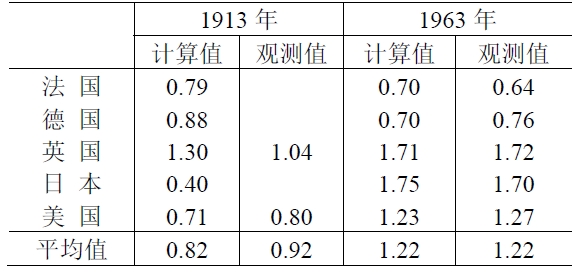 1913 年 1963 年
计算值 观测值 计算值 观测值
法 国 0.79 0.70 0.64
德 国 0.88 0.70 0.76
英 国 1.30 1.04 1.71 1.72
日 本 0.40 1.75 1.70
美 国 0.71 0.80 1.23 1.27
平均值 0.82 0.92 1.22 1.22